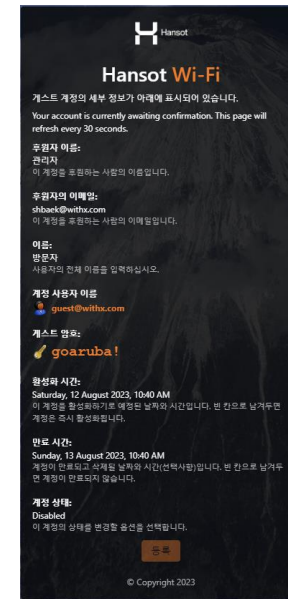 Hansot
Hansot Wi-Fi
게스트 계정의 세부 정보가 아래에 표시되어 있습니다.
Your account is currently awaiting confirmation. This page will
refresh every 30 seconds.
후원자 이름:
관리자
이 계정을 후원하는 사람의 이름입니다.
후원자의 이메일:
shbaek@withx.com
이 계정을 후원하는 사람의 이메일입니다.
이름:
방문자
사용자의 전체 이름을 입력하십시오.
계정 사용자 이름
guest@withx.com
게스트 암호:
goaruba!
활성화 시간:
Saturday, 12 August 2023, 10:40 AM
이 계정을 활성화하기로 예정된 날짜와 시간입니다. 빈 칸으로 남겨두면
계정은 즉시 활성화됩니다.
만료 시간:
Sunday, 13 August 2023, 10:40 AM
계정이 만료되고 삭제될 날짜와 시간(선택사항)입니다. 빈 칸으로 남겨두
면 계정이 만료되지 않습니다.
계정 상태:
Disabled
이 계정의 상태를 변경할 옵션을 선택합니다.
등록
© Copyright 2023